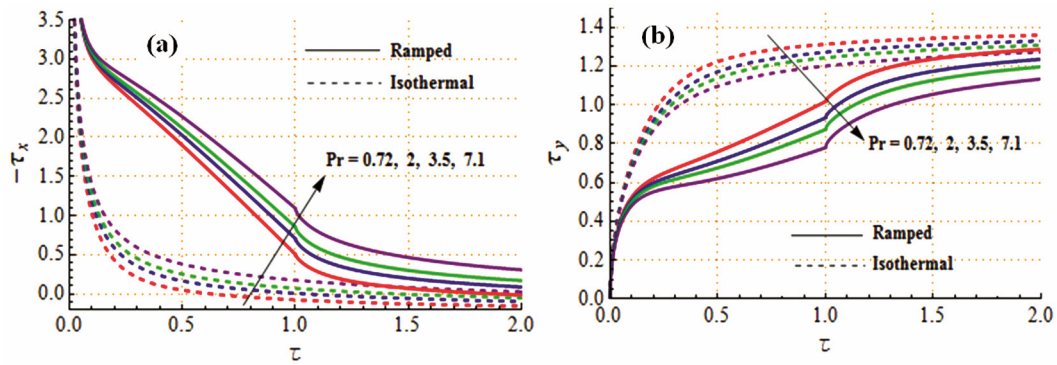 (a)
Ramped
Isothermal
Pr = 0.72, 2, 3.5, 7.1
−τx
3.5
3.0
2.5
2.0
1.5
1.0
0.5
0.0
0.0 0.5 1.0 1.5 2.0
τ
(b)
Pr = 0.72, 2, 3.5, 7.1
Ramped
Isothermal
τy
1.4
1.2
1.0
0.8
0.6
0.4
0.2
0.0
0.0 0.5 1.0 1.5 2.0
τ